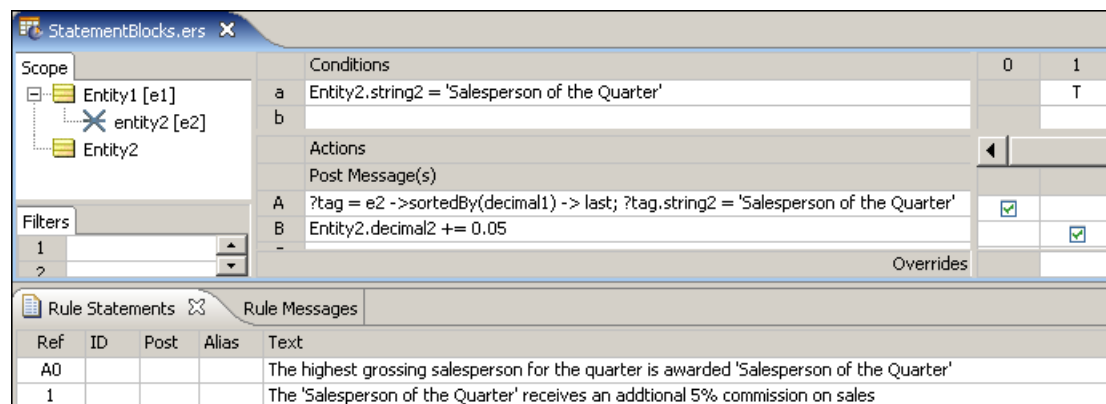 StatementBlocks.ers
Scope
Conditions 0 1
Entity1 [e1]
a Entity2.string2 = 'Salesperson of the Quarter' T
entity2 [e2]
b
Entity2
Actions
Post Message(s)
A ?tag = e2 ->sortedBy(decimal1) -> last; ?tag.string2 = 'Salesperson of the Quarter'
Filters
B Entity2.decimal2 += 0.05
1
2
Overrides
Rule Statements Rule Messages
Ref ID Post Alias Text
A0 The highest grossing salesperson for the quarter is awarded 'Salesperson of the Quarter'
1 The 'Salesperson of the Quarter' receives an addtional 5% commission on sales